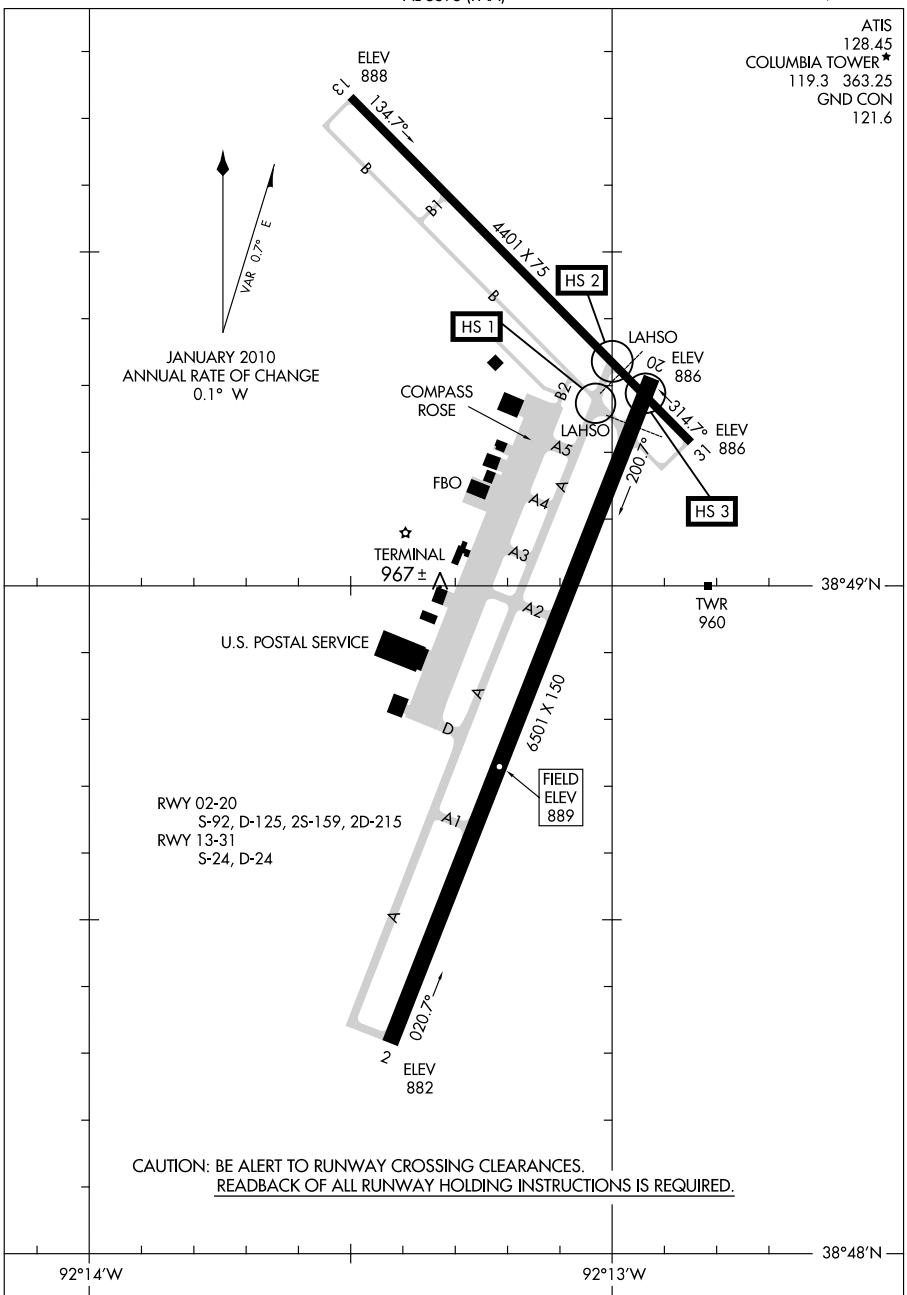 ATIS
128.45
COLUMBIA TOWER★
119.3 363.25
GND CON
121.6
ELEV
888
13
134.7°
B
B1
4401 X 75
VAR 0.7° E
HS 2
B
HS 1
LAHSO
20
ELEV
886
JANUARY 2010
ANNUAL RATE OF CHANGE
0.1° W
COMPASS
ROSE
B2
314.7°
LAHSO
31
ELEV
886
A5
200.7°
FBO
A
A4
HS 3
TERMINAL
967 ±
A3
38°49'N
A2
TWR
960
U.S. POSTAL SERVICE
A
6501 X 150
D
FIELD
ELEV
889
RWY 02-20
S-92, D-125, 2S-159, 2D-215
RWY 13-31
S-24, D-24
A1
A
020.7°
2
ELEV
882
CAUTION: BE ALERT TO RUNWAY CROSSING CLEARANCES.
READBACK OF ALL RUNWAY HOLDING INSTRUCTIONS IS REQUIRED.
38°48'N
92°14'W
92°13'W